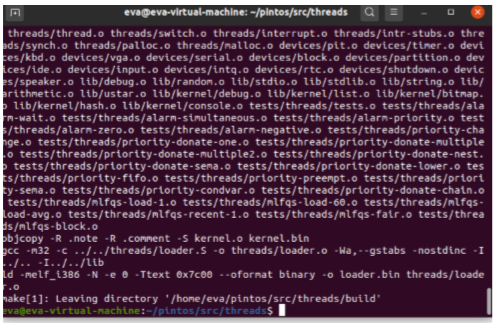 eva@eva-virtual-machine: ~/pintos/src/threads
threads/thread.o threads/switch.o threads/interrupt.o threads/intr-stubs.o thre
ads/synch.o threads/palloc.o threads/malloc.o devices/pit.o devices/timer.o devi
ces/kbd.o devices/vga.o devices/serial.o devices/block.o devices/partition.o dev
ices/ide.o devices/input.o devices/intq.o devices/rtc.o devices/shutdown.o devic
es/speaker.o lib/debug.o lib/random.o lib/stdio.o lib/stdlib.o lib/string.o lib/
arithmetic.o lib/ustar.o lib/kernel/debug.o lib/kernel/list.o lib/kernel/bitmap.
o lib/kernel/hash.o lib/kernel/console.o tests/threads/tests.o tests/threads/ala
rm-wait.o tests/threads/alarm-simultaneous.o tests/threads/alarm-priority.o test
s/threads/alarm-zero.o tests/threads/alarm-negative.o tests/threads/priority-cha
nge.o tests/threads/priority-donate-one.o tests/threads/priority-donate-multiple
.o tests/threads/priority-donate-multiple2.o tests/threads/priority-donate-nest.
o tests/threads/priority-donate-sema.o tests/threads/priority-donate-lower.o tes
ts/threads/priority-fifo.o tests/threads/priority-preempt.o tests/threads/priori
ty-sema.o tests/threads/priority-condvar.o tests/threads/priority-donate-chain.o
tests/threads/mlfqs-load-1.o tests/threads/mlfqs-load-60.o tests/threads/mlfqs-
load-avg.o tests/threads/mlfqs-recent-1.o tests/threads/mlfqs-fair.o tests/threa
ds/mlfqs-block.o
objcopy -R .note -R .comment -S kernel.o kernel.bin
gcc -m32 -c ../../threads/loader.S -o threads/loader.o -Wa,--gstabs -nostdinc -I
../.. -I../../lib
ld -melf_i386 -N -e 0 -Ttext 0x7c00 --oformat binary -o loader.bin threads/loade
r.o
make[1]: Leaving directory '/home/eva/pintos/src/threads/build'
eva@eva-virtual-machine:~/pintos/src/threads$